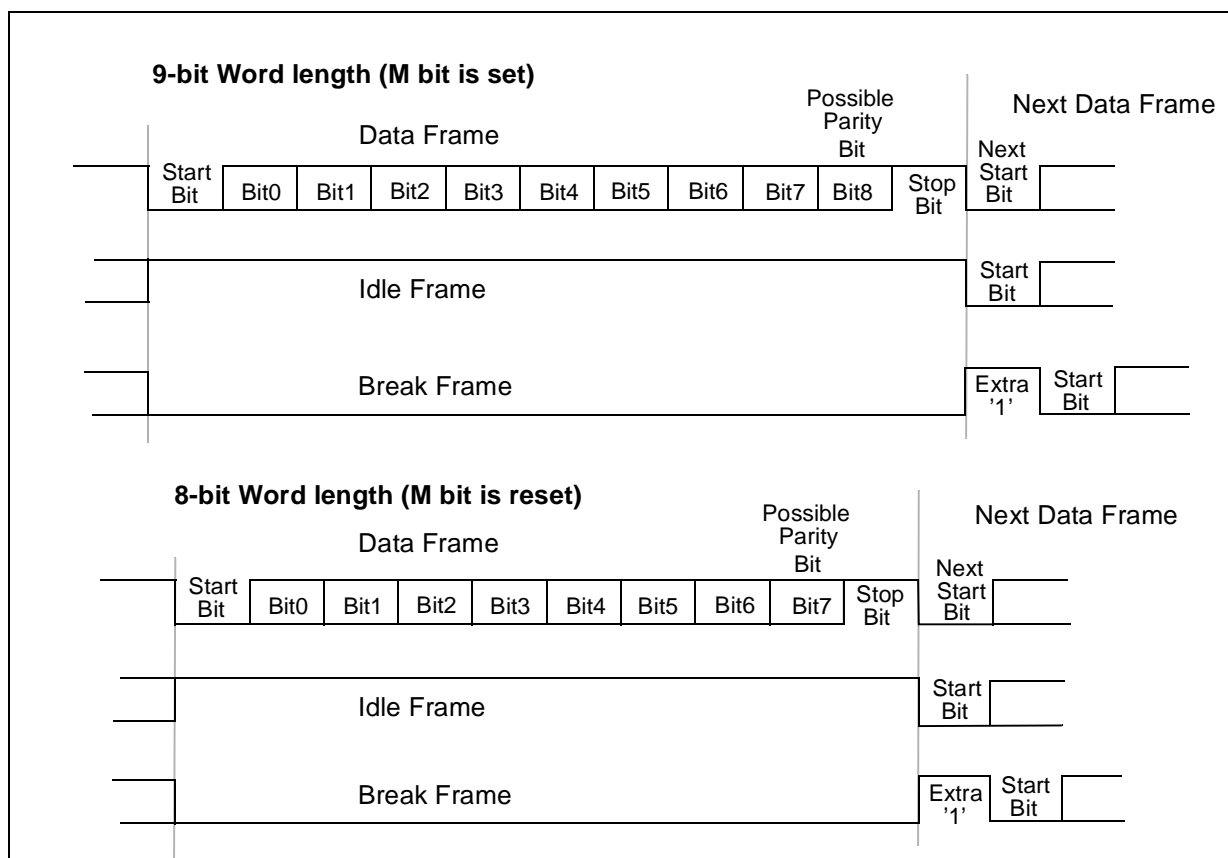 9-bit Word length (M bit is set)
Possible
Parity
Bit
Next Data Frame
Data Frame
Start
Bit
Bit0
Bit1
Bit2
Bit3
Bit4
Bit5
Bit6
Bit7
Bit8
Stop
Bit
Next
Start
Bit
Idle Frame
Start
Bit
Break Frame
Extra
'1'
Start
Bit
8-bit Word length (M bit is reset)
Possible
Parity
Bit
Next Data Frame
Data Frame
Start
Bit
Bit0
Bit1
Bit2
Bit3
Bit4
Bit5
Bit6
Bit7
Stop
Bit
Next
Start
Bit
Idle Frame
Start
Bit
Break Frame
Extra
'1'
Start
Bit